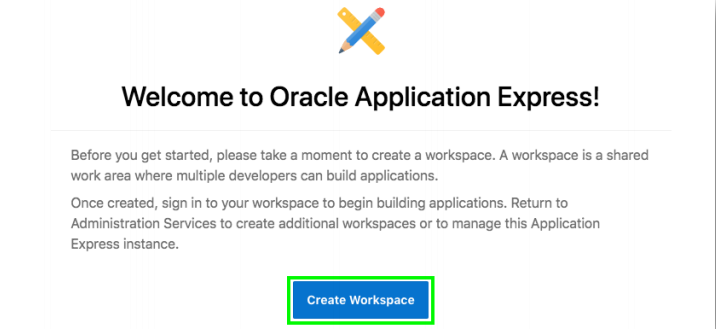 Welcome to Oracle Application Express!
Before you get started, please take a moment to create a workspace. A workspace is a shared
work area where multiple developers can build applications.
Once created, sign in to your workspace to begin building applications. Return to
Administration Services to create additional workspaces or to manage this Application
Express instance.
Create Workspace